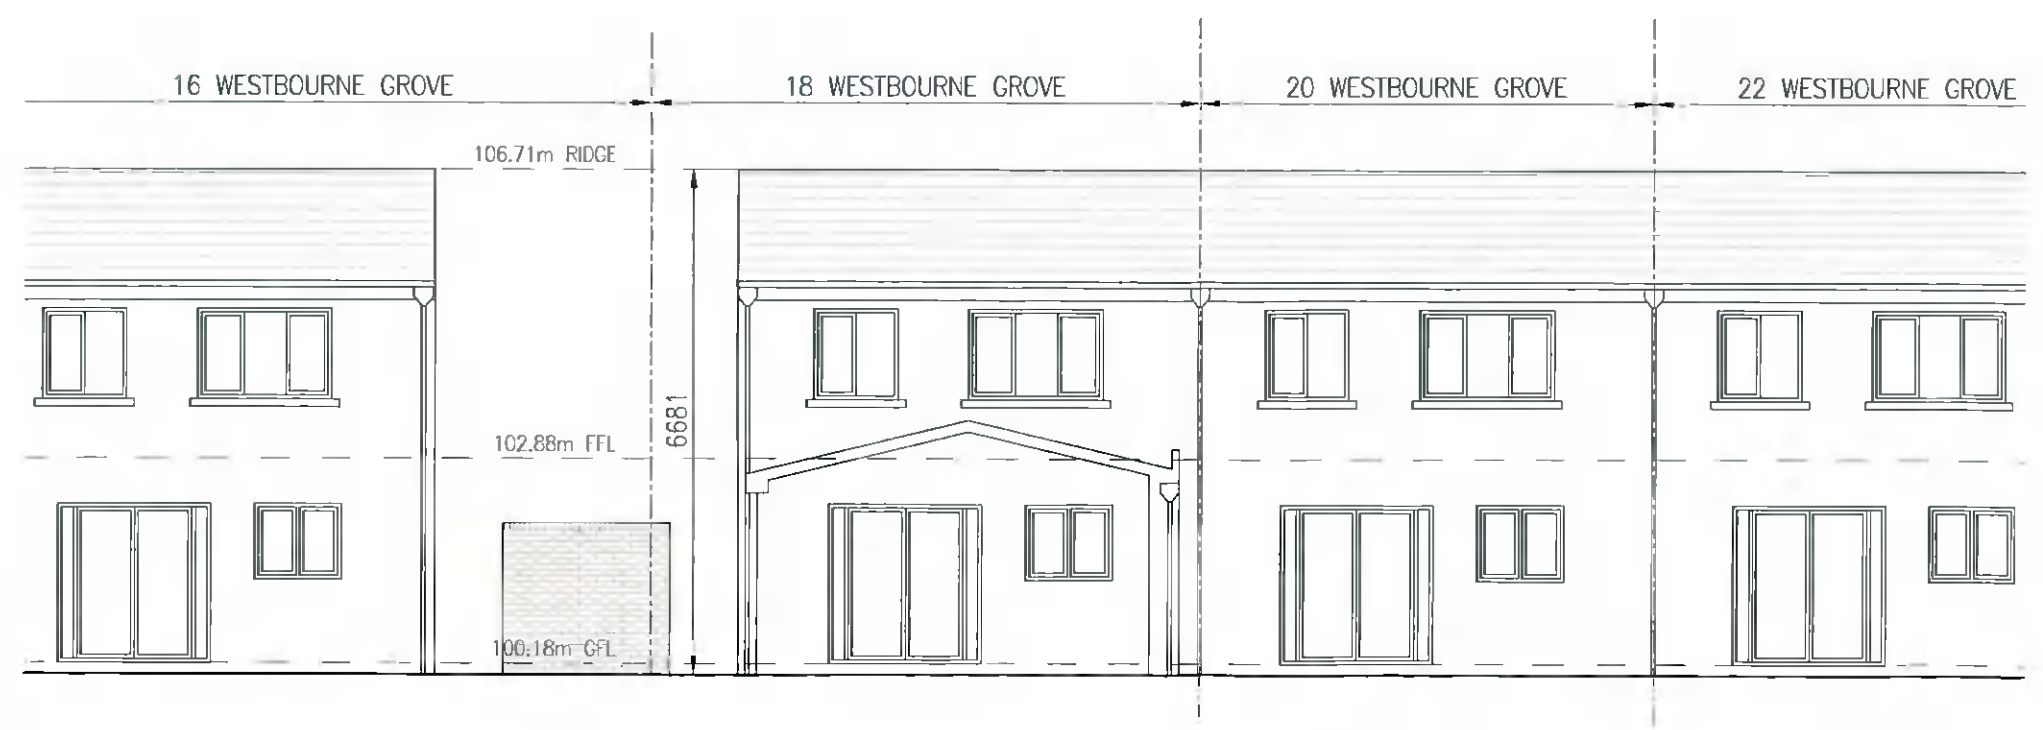 16 WESTBOURNE GROVE
18 WESTBOURNE GROVE
20 WESTBOURNE GROVE
22 WESTBOURNE GROVE
106.71m RIDGE
6681
102.88m FFL
100.18m GFL